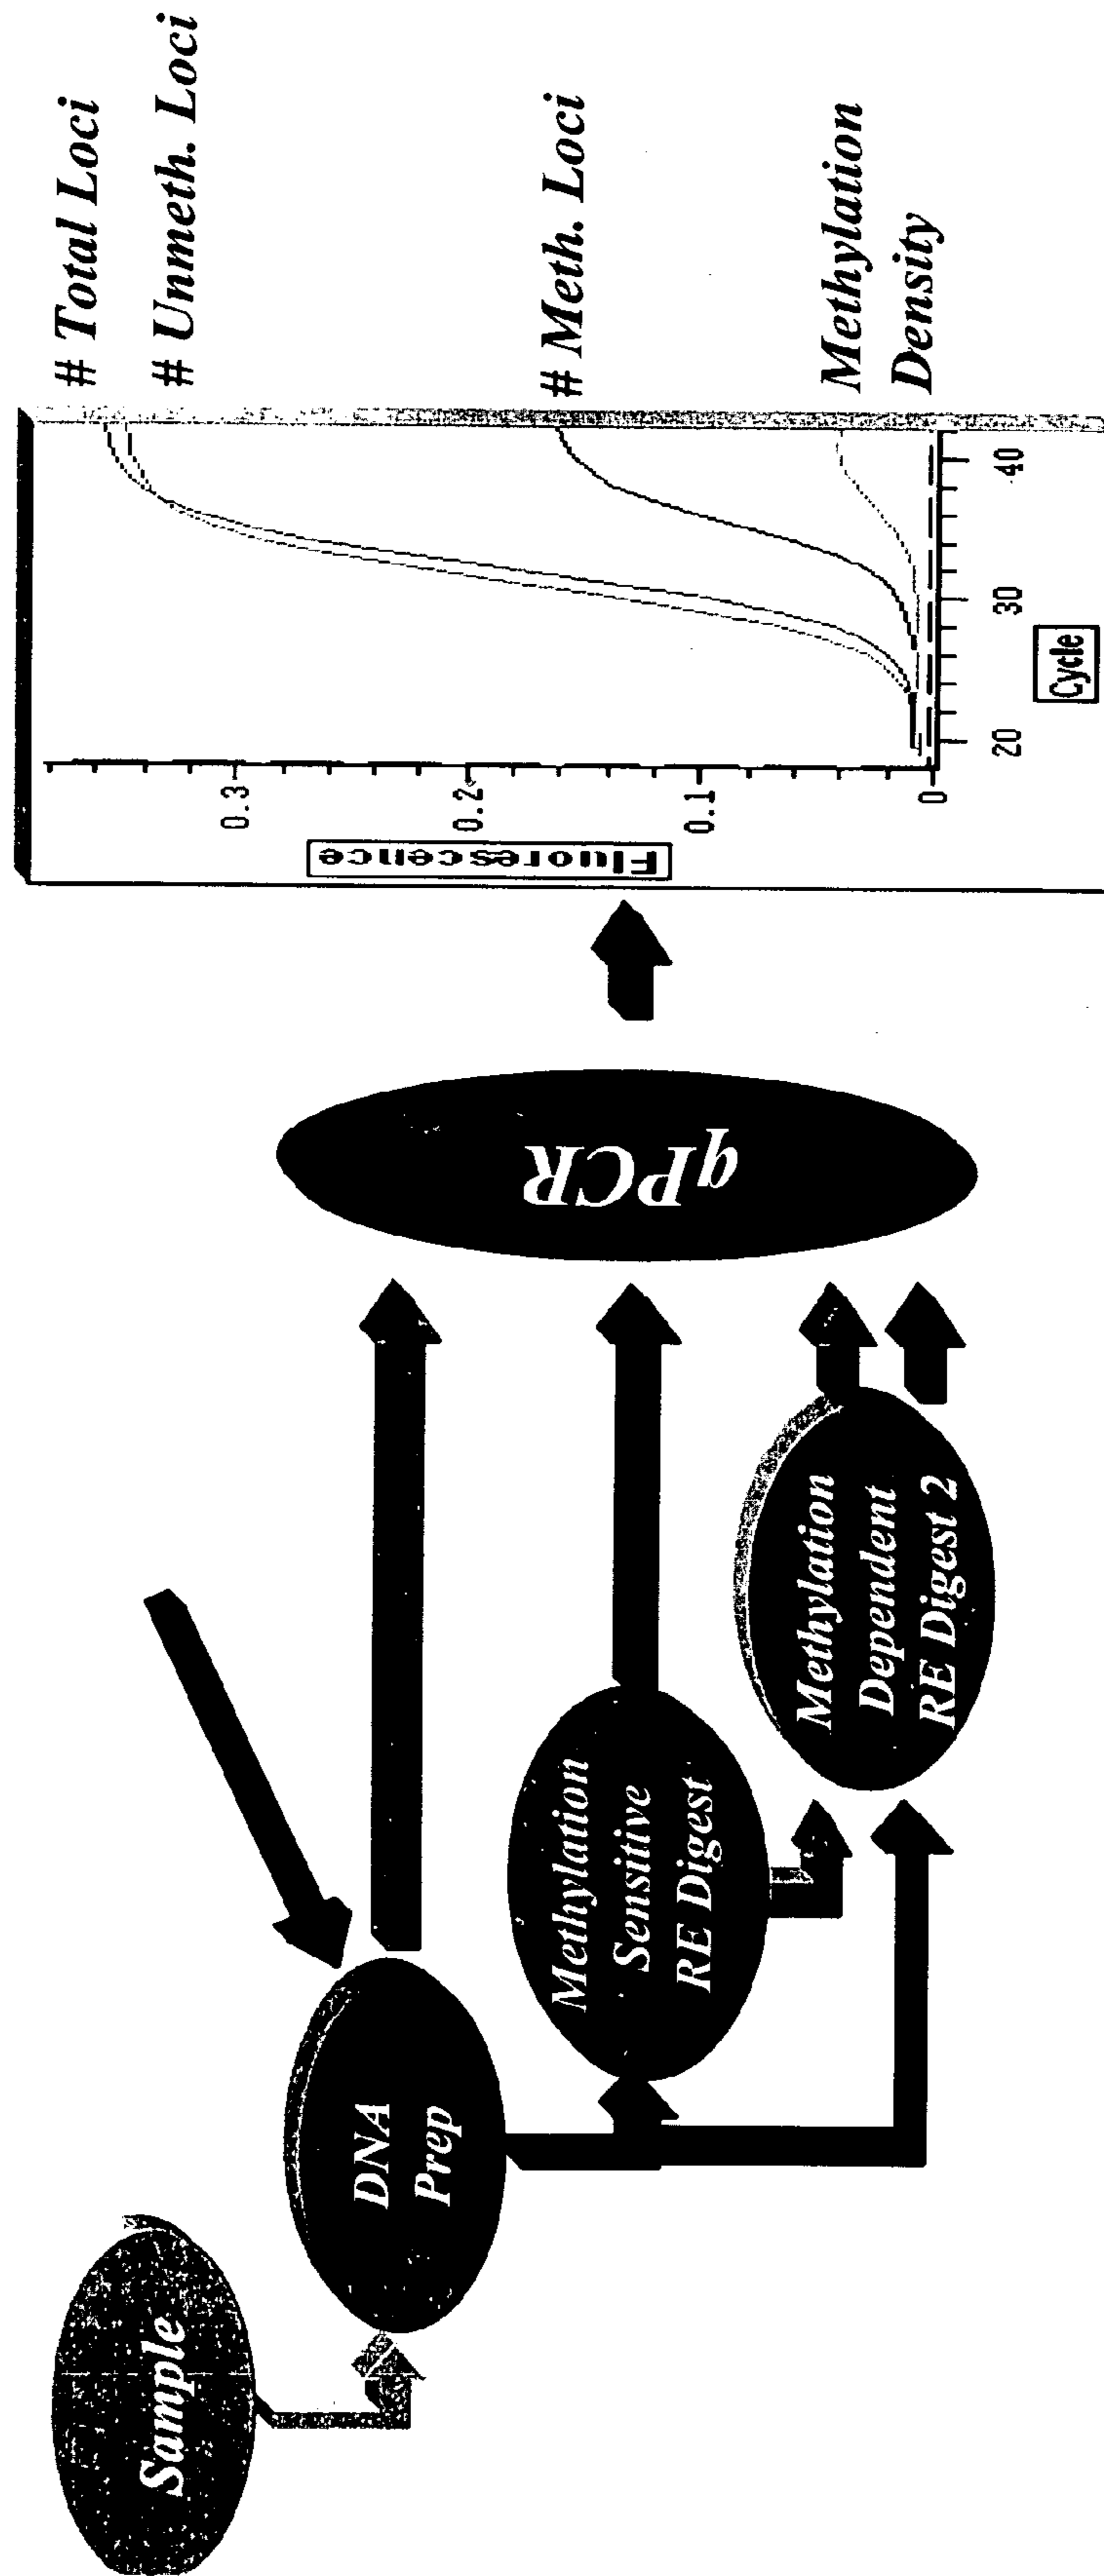 Sample
DNA
Prep
Methylation
Sensitive
RE Digest
Methylation
Dependent
RE Digest 2
qPCR
Fluorescence
0.3
0.2
0.1
0
20
30
40
Cycle
# Total Loci
# Unmeth. Loci
# Meth. Loci
Methylation
Density